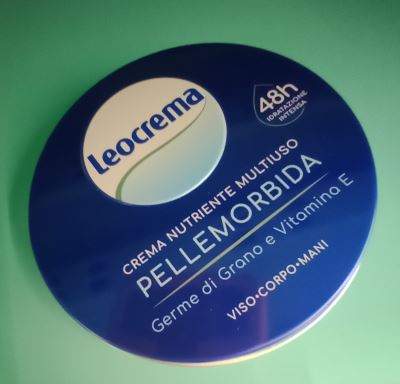 Leocrema
48h
IDRATAZIONE
INTENSA
CREMA NUTRIENTE MULTIUSO
PELLEMORBIDA
Germe di Grano e Vitamina E
VISO•CORPO•MANI